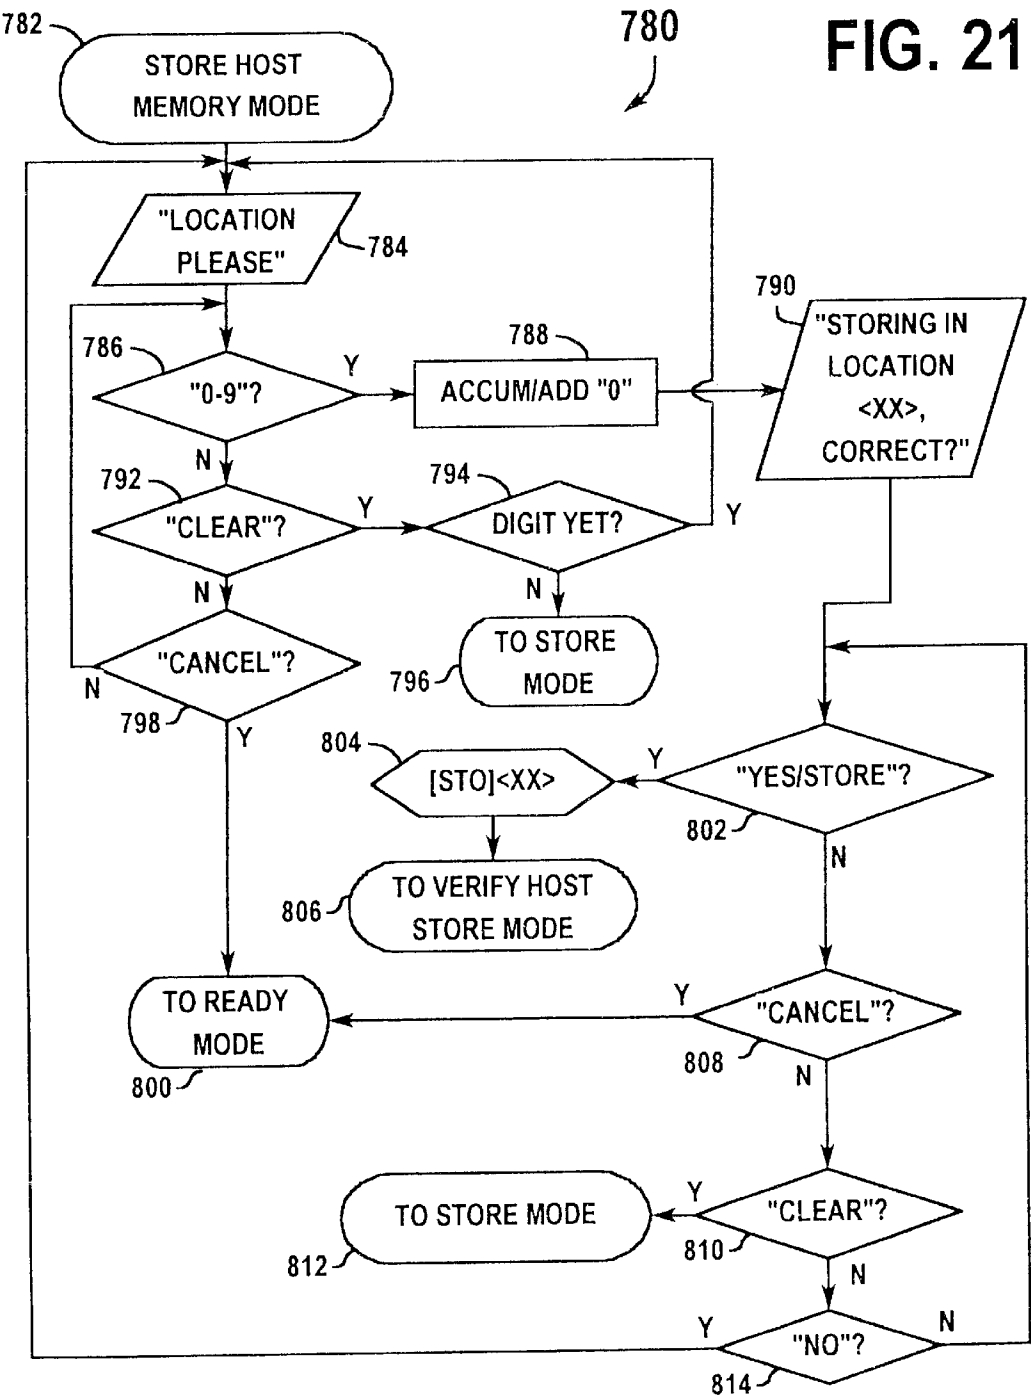 782
780
FIG. 21
STORE HOST
MEMORY MODE
"LOCATION
PLEASE"
784
790
"STORING IN
LOCATION
<XX>,
CORRECT?"
786
"0-9"?
Y
788
ACCUM/ADD "0"
N
792
"CLEAR"?
Y
794
DIGIT YET?
Y
N
N
"CANCEL"?
N
798
Y
TO STORE
MODE
796
804
[STO]<XX>
Y
"YES/STORE"?
802
N
TO VERIFY HOST
STORE MODE
806
TO READY
MODE
800
Y
"CANCEL"?
808
N
TO STORE MODE
812
Y
"CLEAR"?
810
N
Y
"NO"?
N
814